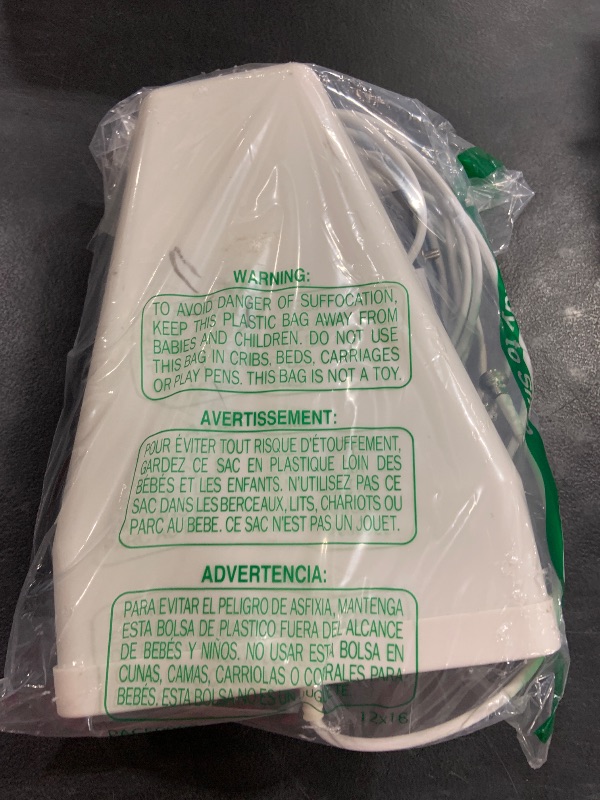 WARNING:
TO AVOID DANGER OF SUFFOCATION,
KEEP THIS PLASTIC BAG AWAY FROM
BABIES AND CHILDREN. DO NOT USE
THIS BAG IN CRIBS, BEDS, CARRIAGES
OR PLAY PENS. THIS BAG IS NOT A TOY.
AVERTISSEMENT:
POUR ÉVITER TOUT RISQUE D'ÉTOUFFEMENT,
GARDEZ CE SAC EN PLASTIQUE LOIN DES
BÉBÉS ET LES ENFANTS. N'UTILISEZ PAS CE
SAC DANS LES BERCEAUX, LITS, CHARIOTS OU
PARC AU BEBE. CE SAC N'EST PAS UN JOUET.
ADVERTENCIA:
PARA EVITAR EL PELIGRO DE ASFIXIA, MANTENGA
ESTA BOLSA DE PLASTICO FUERA DEL ALCANCE
DE BEBÉS Y NIÑOS. NO USAR ESTA BOLSA EN
CUNAS, CAMAS, CARRIOLAS O CORALES PARA
BEBÉS, ESTA BOLSA NO ES UN JUGETE
12x16